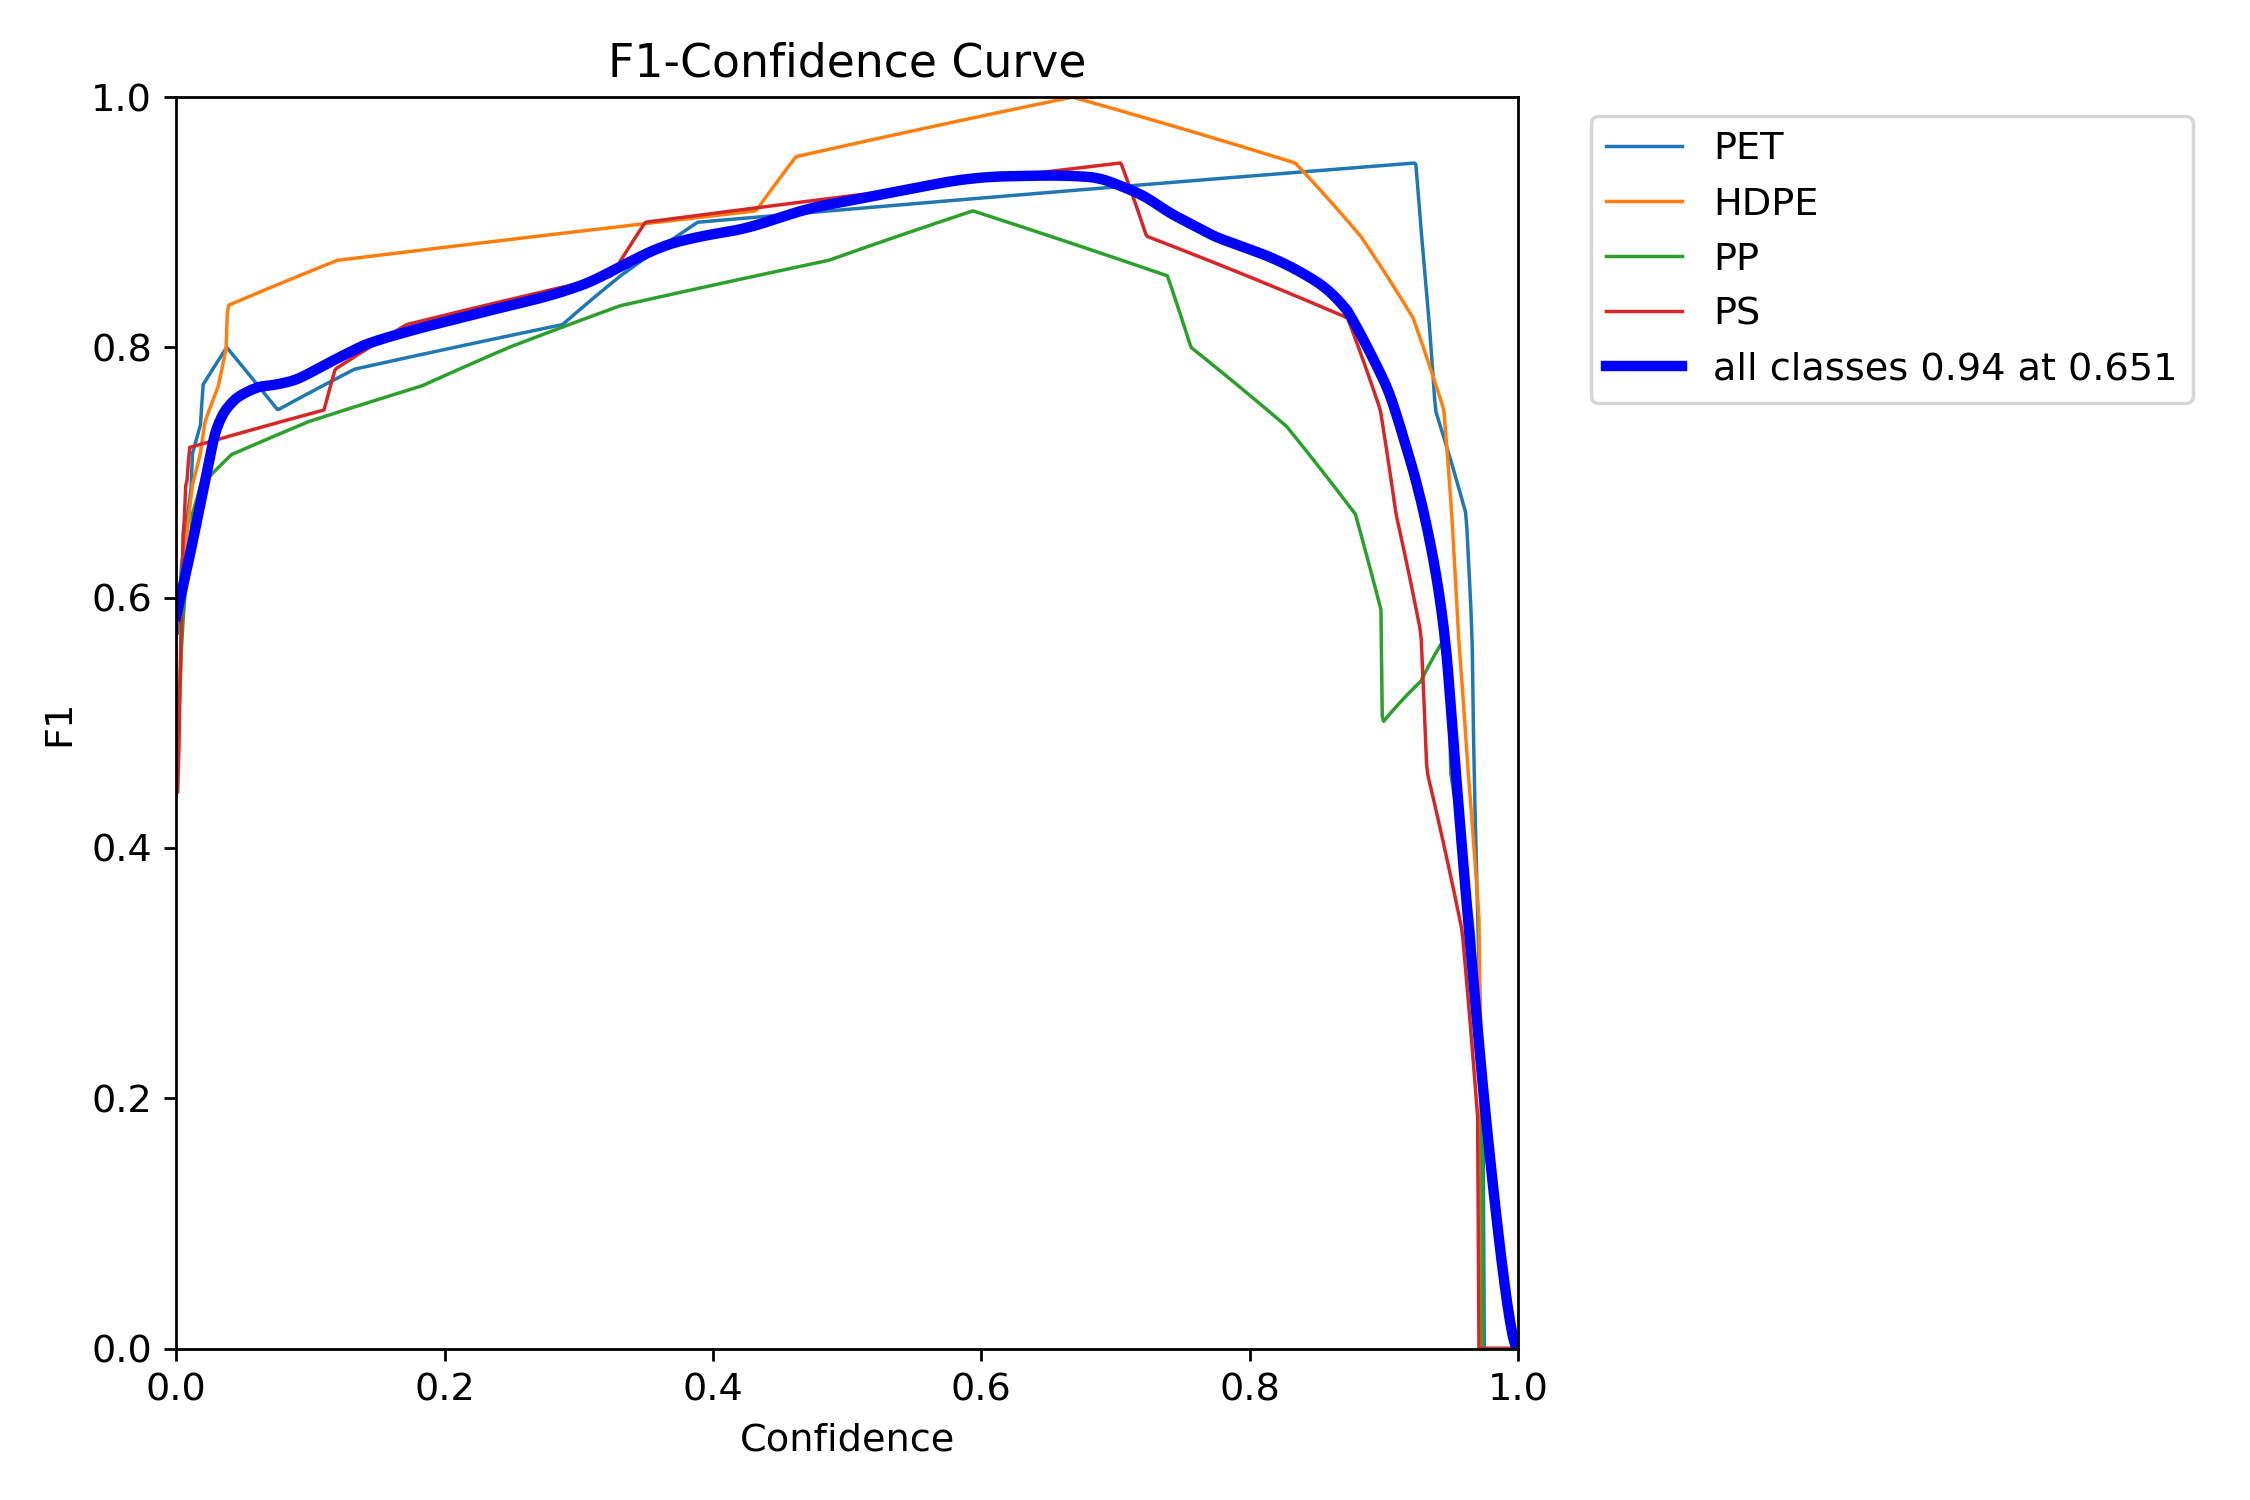 F1-Confidence Curve
1.0
0.8
0.6
0.4
0.2
0.0
F1
0.0 0.2 0.4 0.6 0.8 1.0
Confidence
PET
HDPE
PP
PS
all classes 0.94 at 0.651